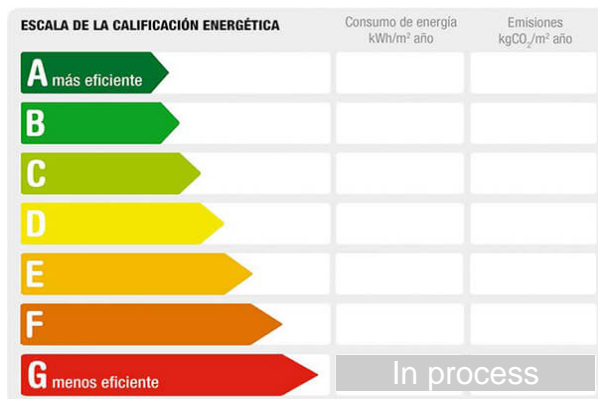 ESCALA DE LA CALIFICACIÓN ENERGÉTICA
Consumo de energía
kWh/m² año
Emisiones
kgCO₂/m² año
A más eficiente
B
C
D
E
F
G menos eficiente
In process